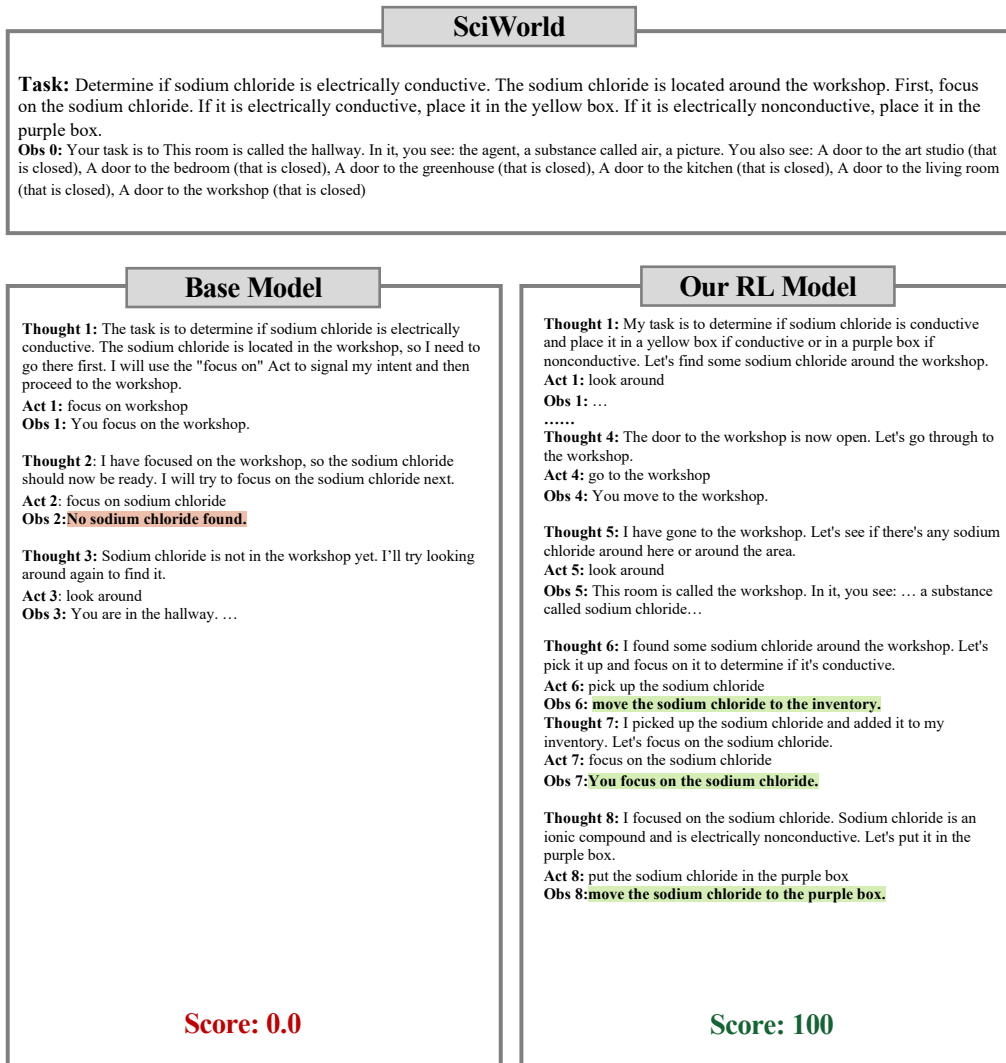 SciWorld
Task: Determine if sodium chloride is electrically conductive. The sodium chloride is located around the workshop. First, focus
on the sodium chloride. If it is electrically conductive, place it in the yellow box. If it is electrically nonconductive, place it in the
purple box.
Obs 0: Your task is to This room is called the hallway. In it, you see: the agent, a substance called air, a picture. You also see: A door to the art studio (that
is closed), A door to the bedroom (that is closed), A door to the greenhouse (that is closed), A door to the kitchen (that is closed), A door to the living room
(that is closed), A door to the workshop (that is closed)
Base Model
Thought 1: The task is to determine if sodium chloride is electrically
conductive. The sodium chloride is located in the workshop, so I need to
go there first. I will use the "focus on" Act to signal my intent and then
proceed to the workshop.
Act 1: focus on workshop
Obs 1: You focus on the workshop.
Thought 2: I have focused on the workshop, so the sodium chloride
should now be ready. I will try to focus on the sodium chloride next.
Act 2: focus on sodium chloride
Obs 2:No sodium chloride found.
Thought 3: Sodium chloride is not in the workshop yet. I’ll try looking
around again to find it.
Act 3: look around
Obs 3: You are in the hallway. …
Score: 0.0
Our RL Model
Thought 1: My task is to determine if sodium chloride is conductive
and place it in a yellow box if conductive or in a purple box if
nonconductive. Let's find some sodium chloride around the workshop.
Act 1: look around
Obs 1: …
……
Thought 4: The door to the workshop is now open. Let's go through to
the workshop.
Act 4: go to the workshop
Obs 4: You move to the workshop.
Thought 5: I have gone to the workshop. Let's see if there's any sodium
chloride around here or around the area.
Act 5: look around
Obs 5: This room is called the workshop. In it, you see: … a substance
called sodium chloride…
Thought 6: I found some sodium chloride around the workshop. Let's
pick it up and focus on it to determine if it's conductive.
Act 6: pick up the sodium chloride
Obs 6: move the sodium chloride to the inventory.
Thought 7: I picked up the sodium chloride and added it to my
inventory. Let's focus on the sodium chloride.
Act 7: focus on the sodium chloride
Obs 7:You focus on the sodium chloride.
Thought 8: I focused on the sodium chloride. Sodium chloride is an
ionic compound and is electrically nonconductive. Let's put it in the
purple box.
Act 8: put the sodium chloride in the purple box
Obs 8:move the sodium chloride to the purple box.
Score: 100